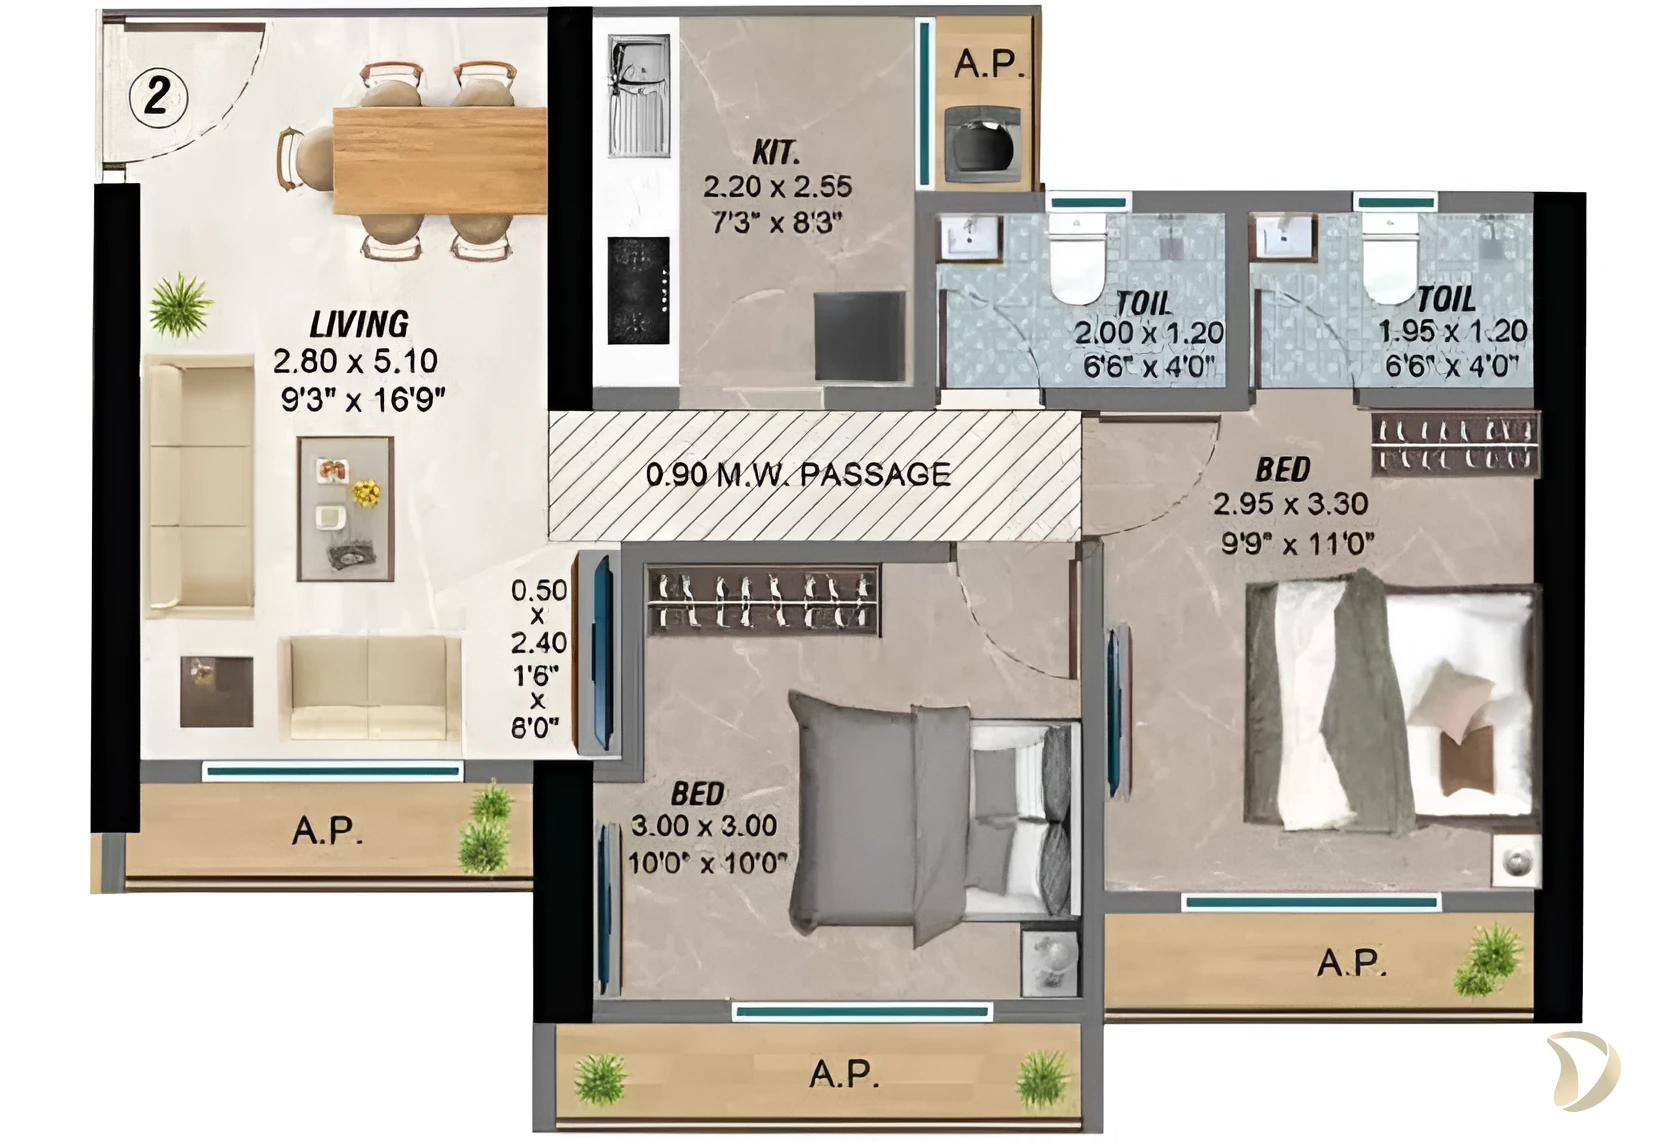 2
A.P.
KIT.
2.20 x 2.55
7'3" x 8'3"
LIVING
2.80 x 5.10
9'3" x 16'9"
TOIL
2.00 x 1.20
6'6" x 4'0"
TOIL
1.95 x 1.20
6'6" x 4'0"
0.90 M.W. PASSAGE
BED
2.95 x 3.30
9'9" x 11'0"
0.50
x
2.40
1'6"
x
8'0"
BED
3.00 x 3.00
10'0" x 10'0"
A.P.
A.P.
A.P.